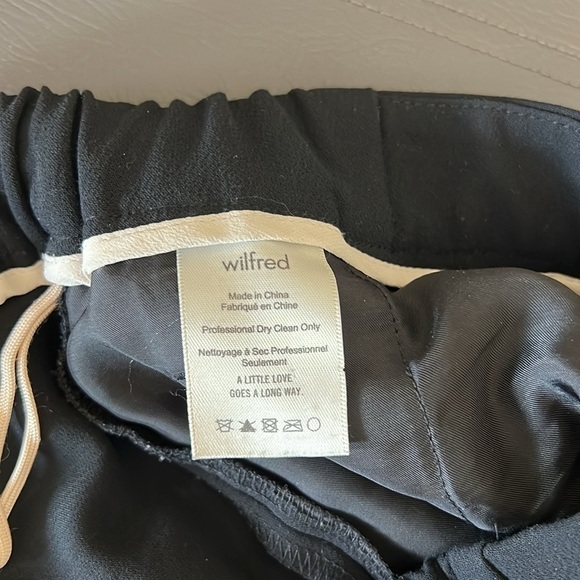 wilfred
Made in China
Fabriqué en Chine
Professional Dry Clean Only
Nettoyage à Sec Professionnel
Seulement
A LITTLE LOVE
GOES A LONG WAY.